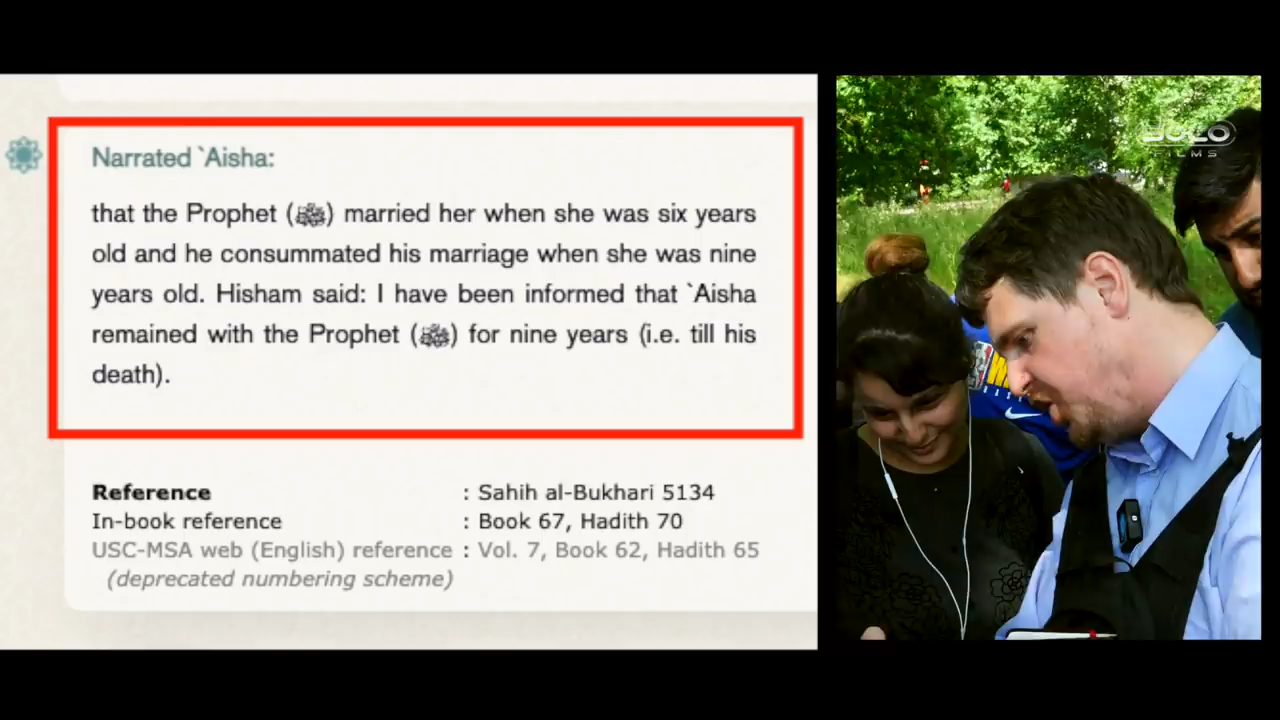 Narrated `Aisha:
that the Prophet (ﷺ) married her when she was six years
old and he consummated his marriage when she was nine
years old. Hisham said: I have been informed that `Aisha
remained with the Prophet (ﷺ) for nine years (i.e. till his
death).
Reference : Sahih al-Bukhari 5134
In-book reference : Book 67, Hadith 70
USC-MSA web (English) reference : Vol. 7, Book 62, Hadith 65
(deprecated numbering scheme)
FILMS